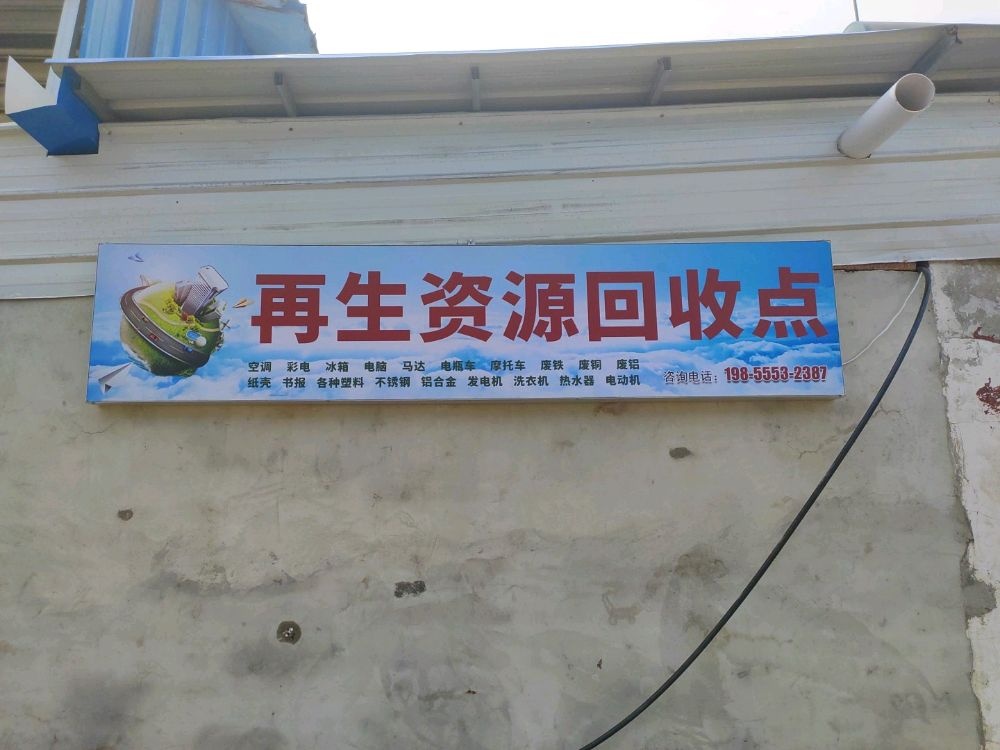 再生资源回收点
空调 彩电 冰箱 电脑 马达 电瓶车 摩托车 废铁 废铜 废铝
纸壳 书报 各种塑料 不锈钢 铝合金 发电机 洗衣机 热水器 电动机
咨询电话：198-5553-2387